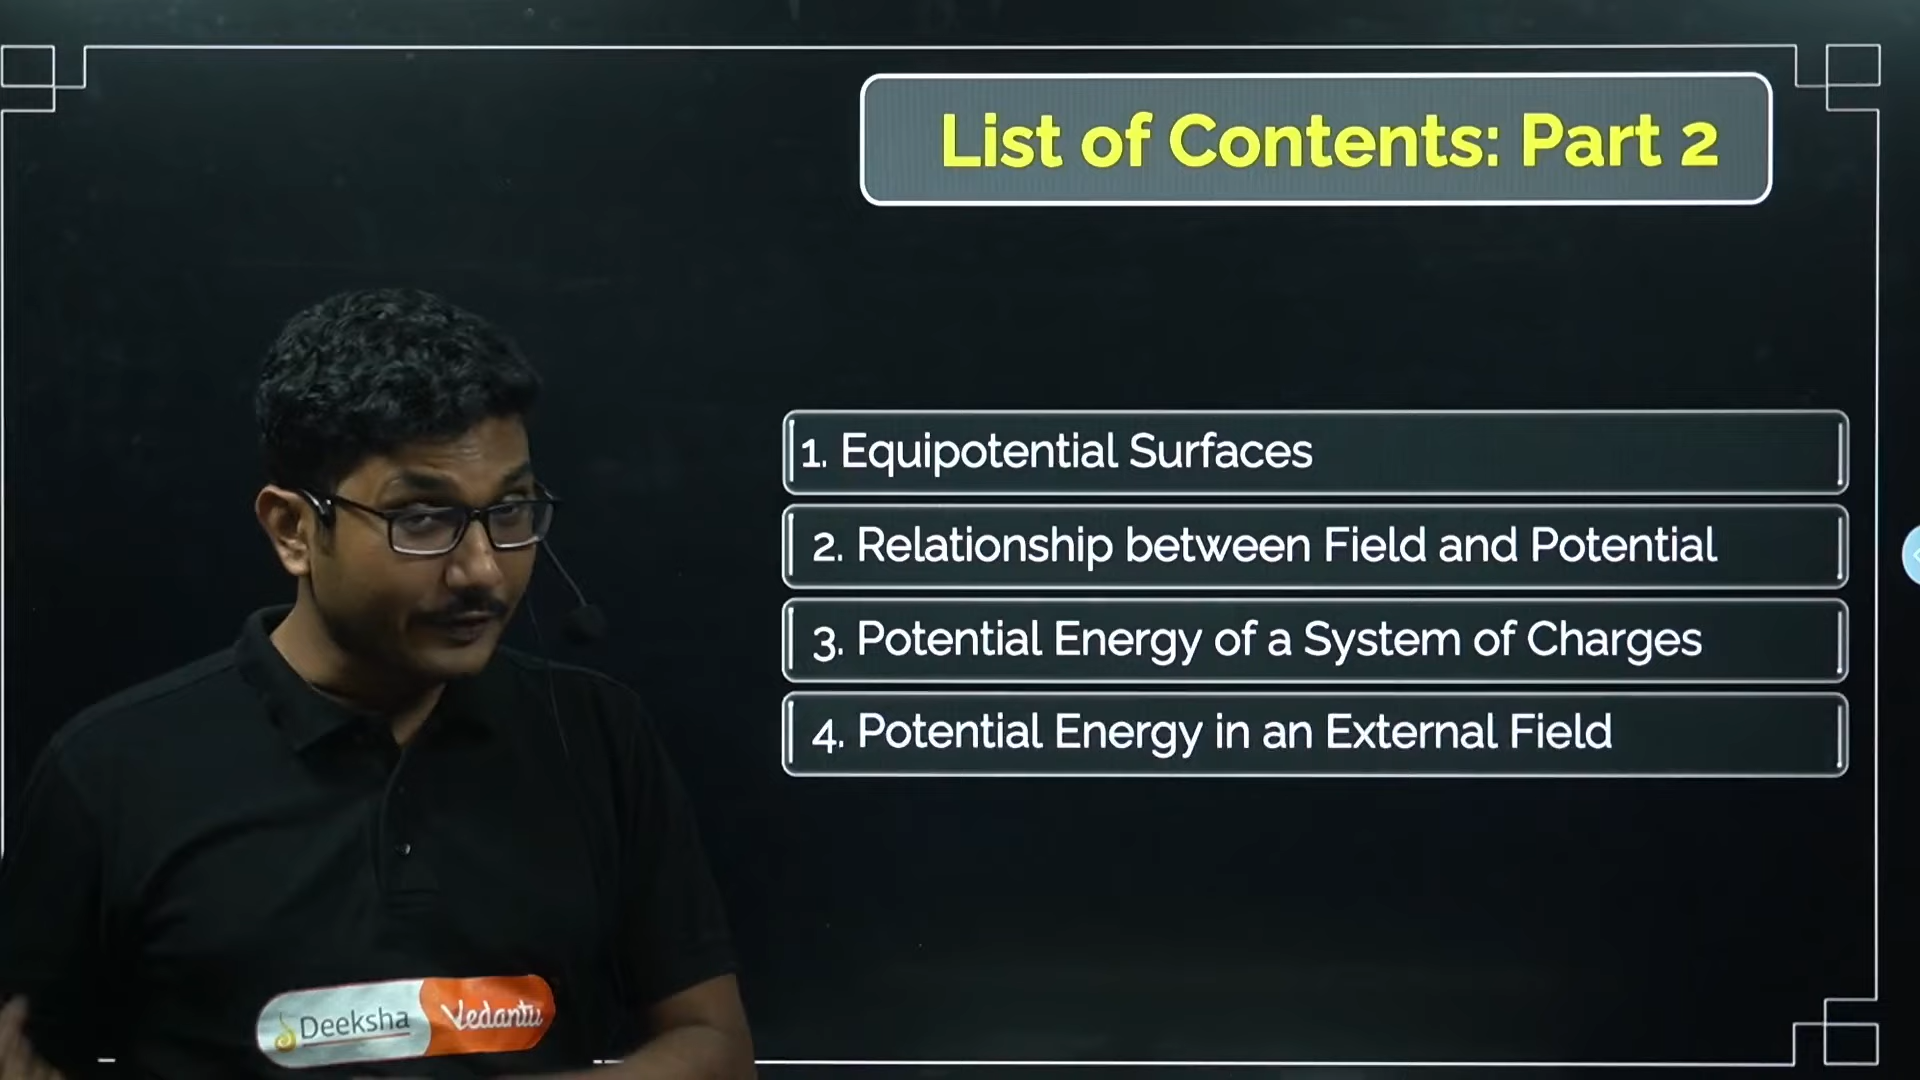 List of Contents: Part 2
1. Equipotential Surfaces
2. Relationship between Field and Potential
3. Potential Energy of a System of Charges
4. Potential Energy in an External Field
Deeksha Vedantu